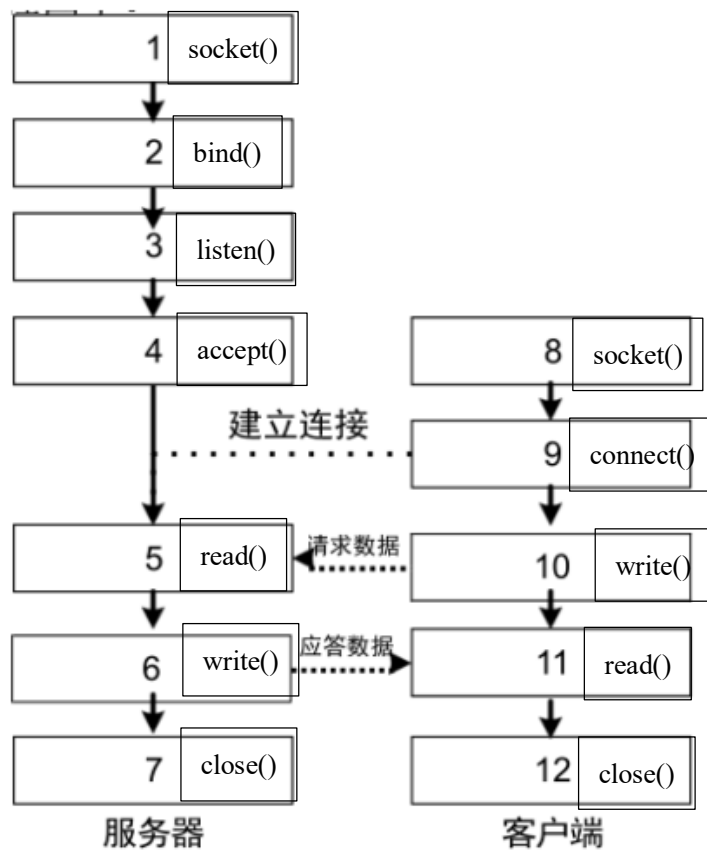 1 socket()
2 bind()
3 listen()
4 accept()
8 socket()
建立连接
9 connect()
5 read()
请求数据
10 write()
6 write()
应答数据
11 read()
7 close()
12 close()
服务器
客户端